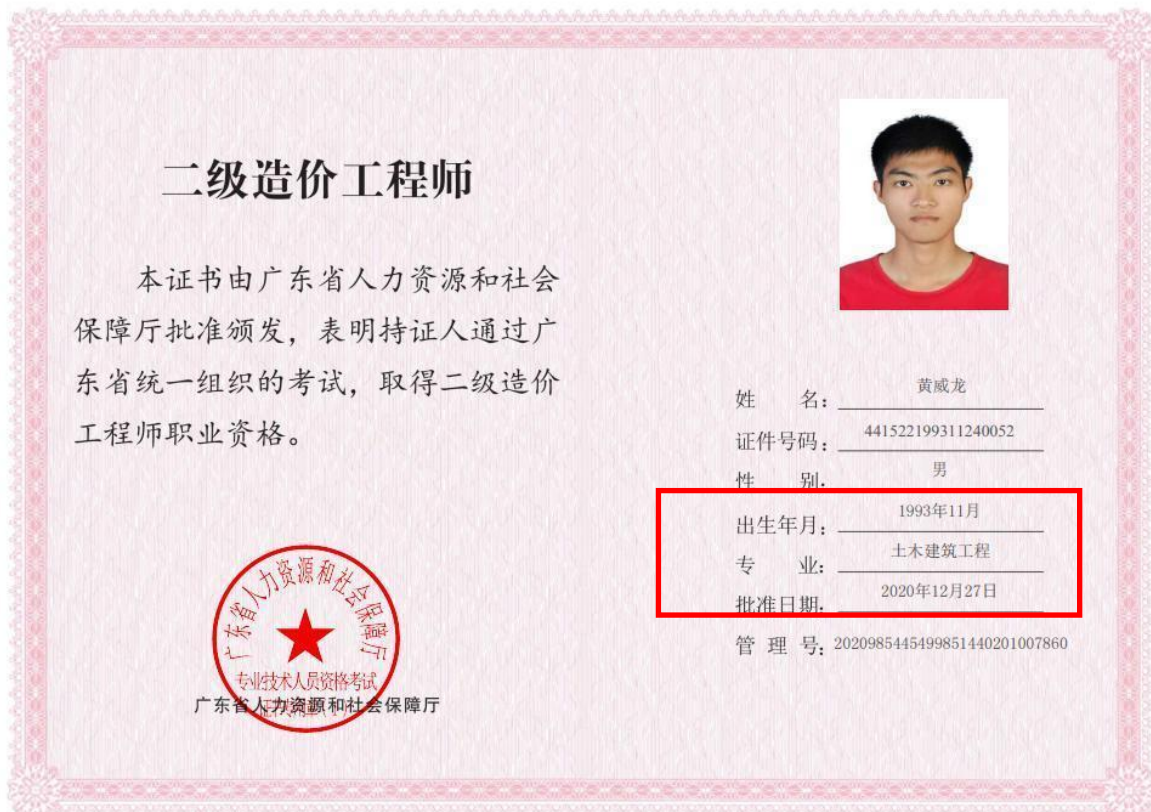 二级造价工程师
本证书由广东省人力资源和社会
保障厅批准颁发，表明持证人通过广
东省统一组织的考试，取得二级造价
工程师职业资格。
广东省人力资源和社会保障厅
专业技术人员资格考试
广东省人力资源和社会保障厅
姓 名：黄威龙
证件号码：441522199311240052
性 别：男
出生年月：1993年11月
专 业：土木建筑工程
批准日期：2020年12月27日
管 理 号：2020985445499851440201007860